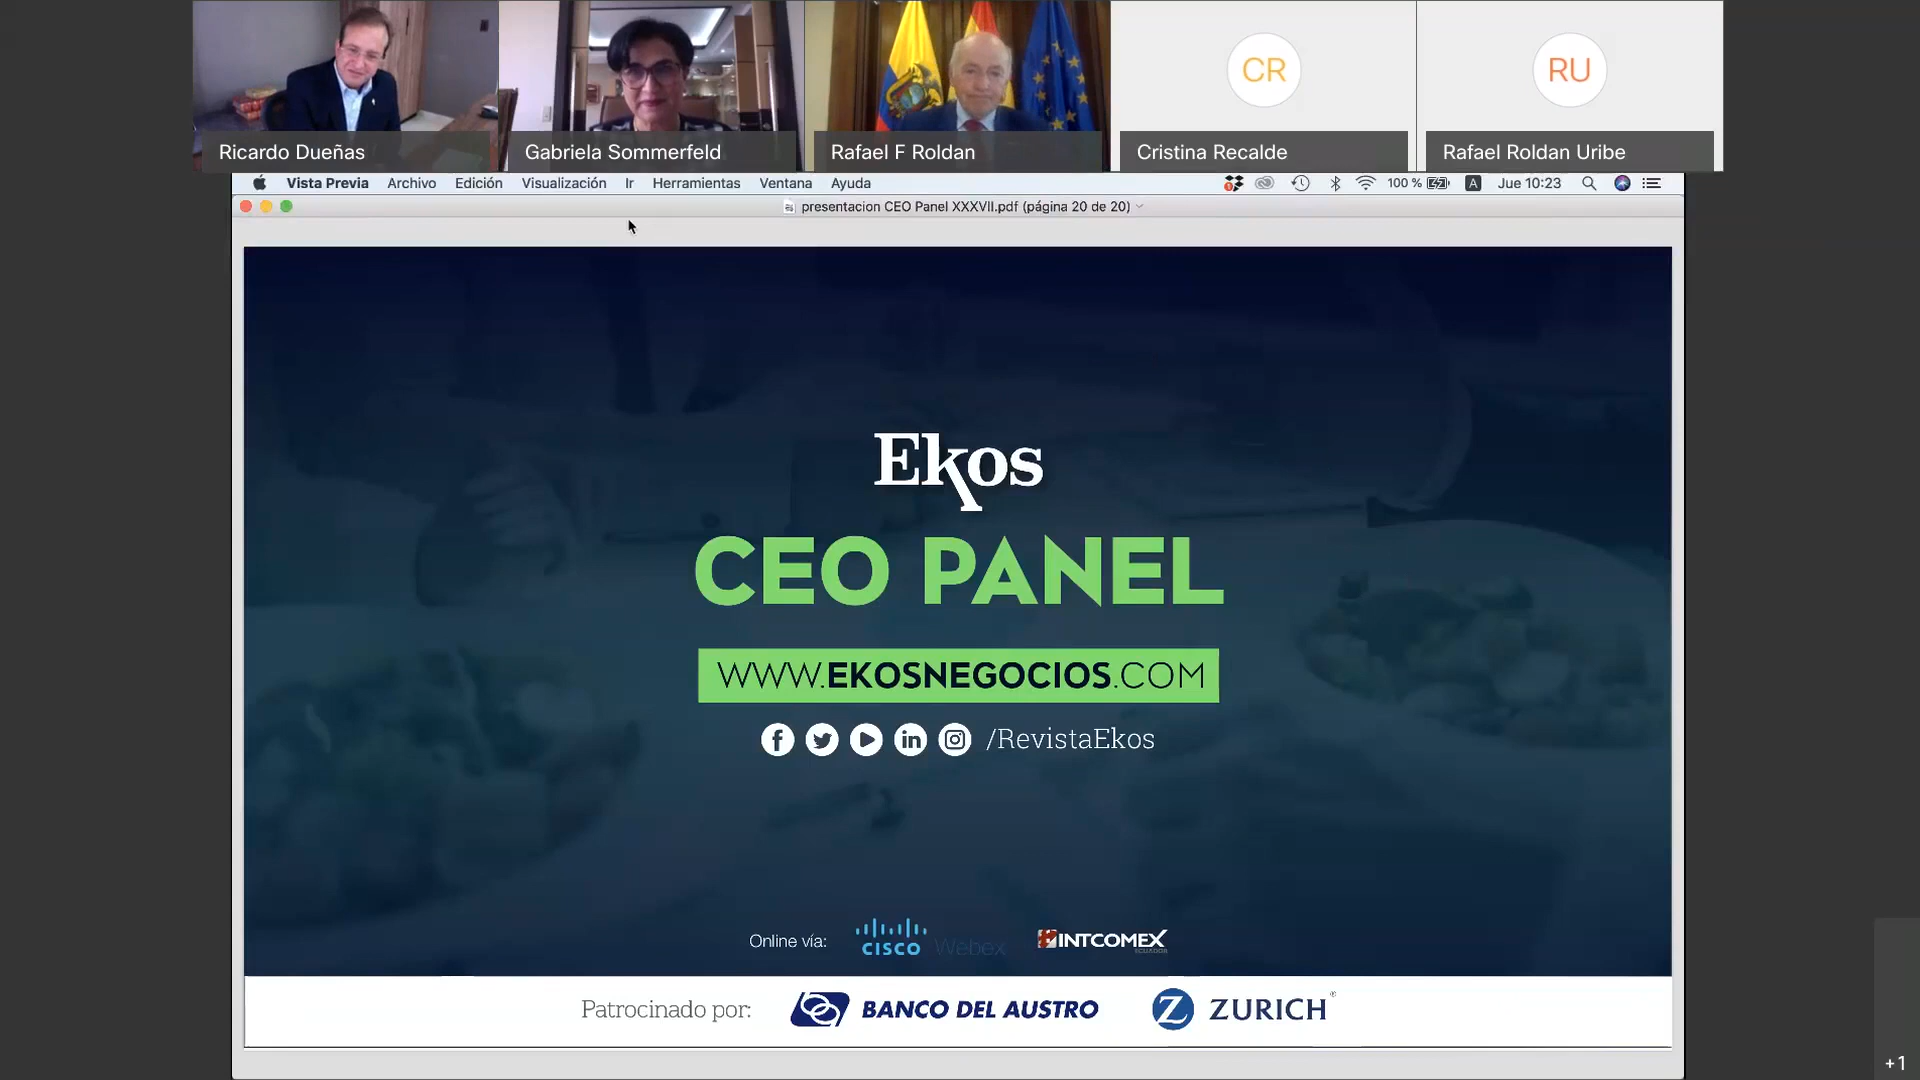 CR
RU
Ricardo Dueñas
Gabriela Sommerfeld
Rafael F Roldan
Cristina Recalde
Rafael Roldan Uribe
Vista Previa Archivo Edición Visualización Ir Herramientas Ventana Ayuda 100 % A Jue 10:23
presentacion CEO Panel XXXVII.pdf (página 20 de 20)
Ekos
CEO PANEL
WWW.EKOSNEGOCIOS.COM
/RevistaEkos
Online vía: CISCO Webex INTCOMEX
ECUADOR
Patrocinado por: BANCO DEL AUSTRO ZURICH®
+1